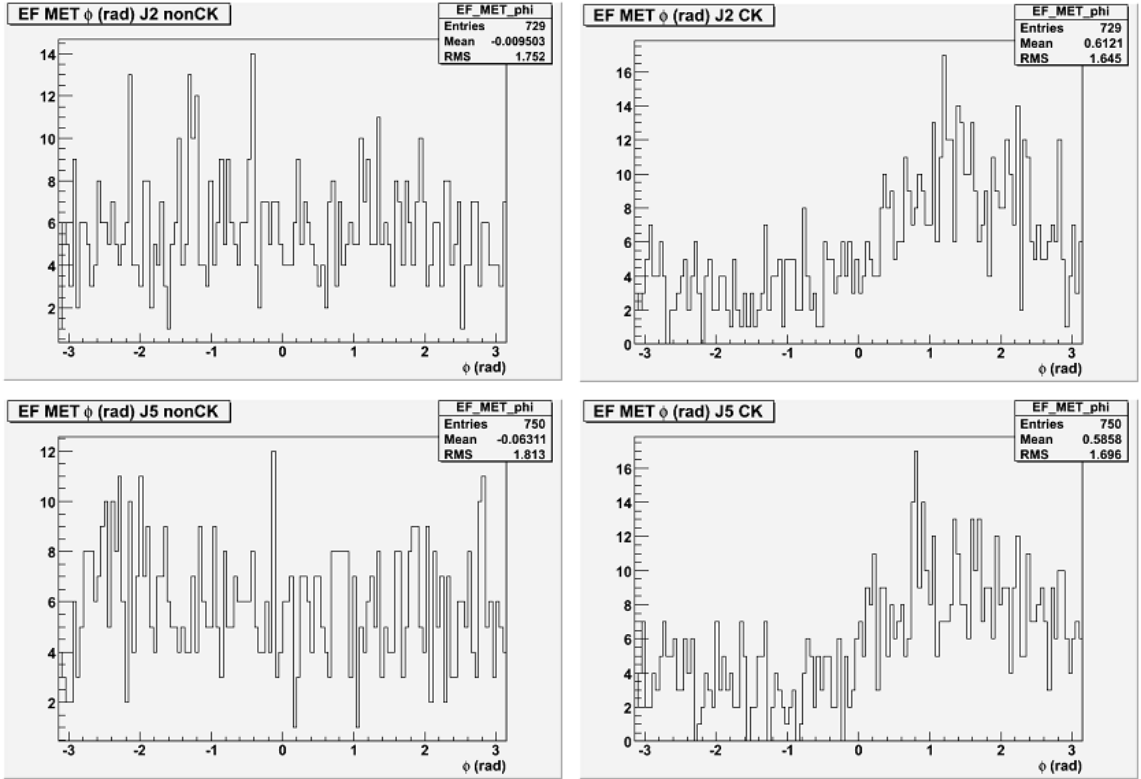 EF MET ϕ (rad) J2 nonCK
EF_MET_phi
Entries 729
Mean -0.009503
RMS 1.752
14
12
10
8
6
4
2
-3 -2 -1 0 1 2 3
ϕ (rad)
EF MET ϕ (rad) J2 CK
EF_MET_phi
Entries 729
Mean 0.6121
RMS 1.645
16
14
12
10
8
6
4
2
0
-3 -2 -1 0 1 2 3
ϕ (rad)
EF MET ϕ (rad) J5 nonCK
EF_MET_phi
Entries 750
Mean -0.06311
RMS 1.813
12
10
8
6
4
2
-3 -2 -1 0 1 2 3
ϕ (rad)
EF MET ϕ (rad) J5 CK
EF_MET_phi
Entries 750
Mean 0.5858
RMS 1.696
16
14
12
10
8
6
4
2
0
-3 -2 -1 0 1 2 3
ϕ (rad)